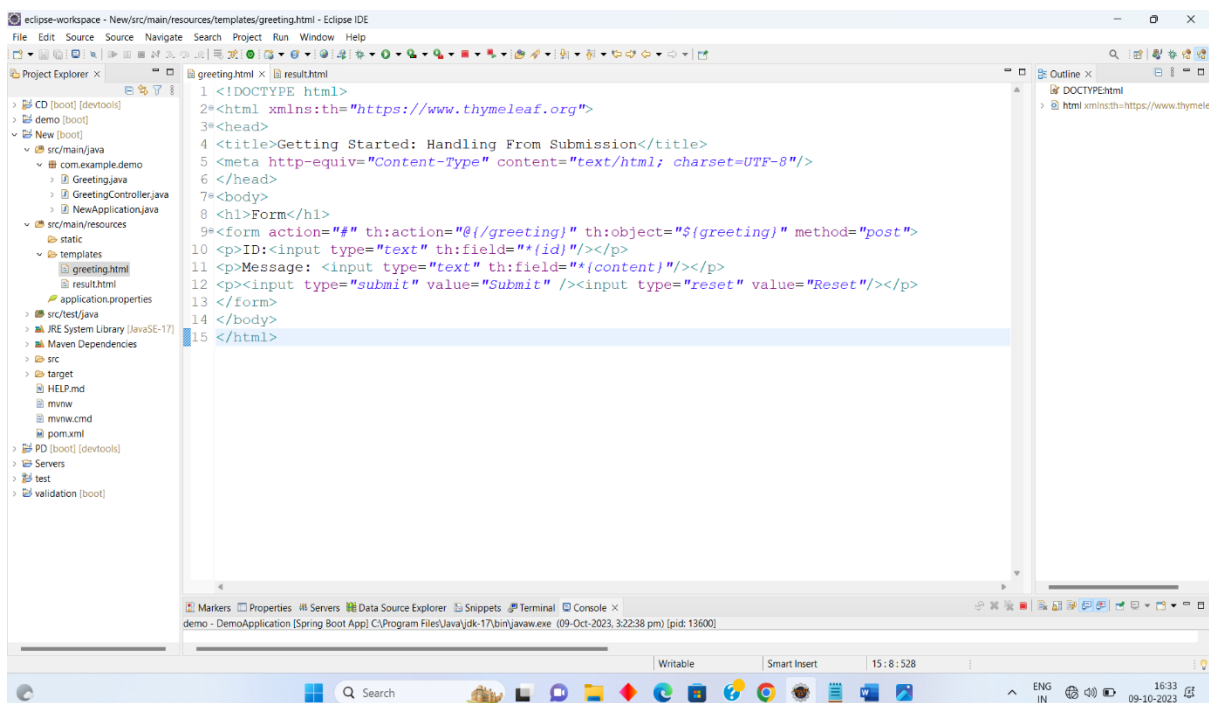 eclipse-workspace - New/src/main/resources/templates/greeting.html - Eclipse IDE
File Edit Source Source Navigate Search Project Run Window Help
Project Explorer
CD [boot] [devtools]
demo [boot]
New [boot]
src/main/java
com.example.demo
Greeting.java
GreetingController.java
NewApplication.java
src/main/resources
static
templates
greeting.html
result.html
application.properties
src/test/java
JRE System Library [JavaSE-17]
Maven Dependencies
src
target
HELP.md
mvnw
mvnw.cmd
pom.xml
PD [boot] [devtools]
Servers
test
validation [boot]
greeting.html result.html
1 <!DOCTYPE html>
2 <html xmlns:th="https://www.thymeleaf.org">
3 <head>
4 <title>Getting Started: Handling From Submission</title>
5 <meta http-equiv="Content-Type" content="text/html; charset=UTF-8"/>
6 </head>
7 <body>
8 <h1>Form</h1>
9 <form action="#" th:action="@{/greeting}" th:object="${greeting}" method="post">
10 <p>ID:<input type="text" th:field="*{id}"/></p>
11 <p>Message: <input type="text" th:field="*{content}"/></p>
12 <p><input type="submit" value="Submit" /><input type="reset" value="Reset"/></p>
13 </form>
14 </body>
15 </html>
Outline
DOCTYPE:html
html xmlns:th=https://www.thymele
Markers Properties Servers Data Source Explorer Snippets Terminal Console
demo - DemoApplication [Spring Boot App] C:\Program Files\Java\jdk-17\bin\javaw.exe (09-Oct-2023, 3:22:38 pm) [pid: 13600]
Writable Smart Insert 15 : 8 : 528
Search
ENG
IN
16:33
09-10-2023